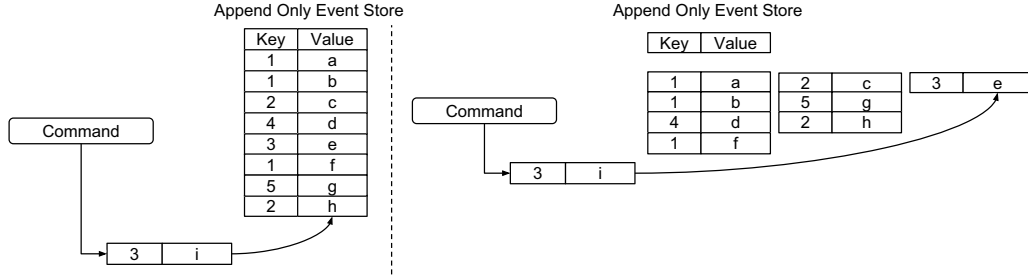 Append Only Event Store
Key Value
1 a
1 b
2 c
4 d
3 e
1 f
5 g
2 h
Command
3 i
Append Only Event Store
Key Value
1 a
1 b
4 d
1 f
2 c
5 g
2 h
3 e
Command
3 i